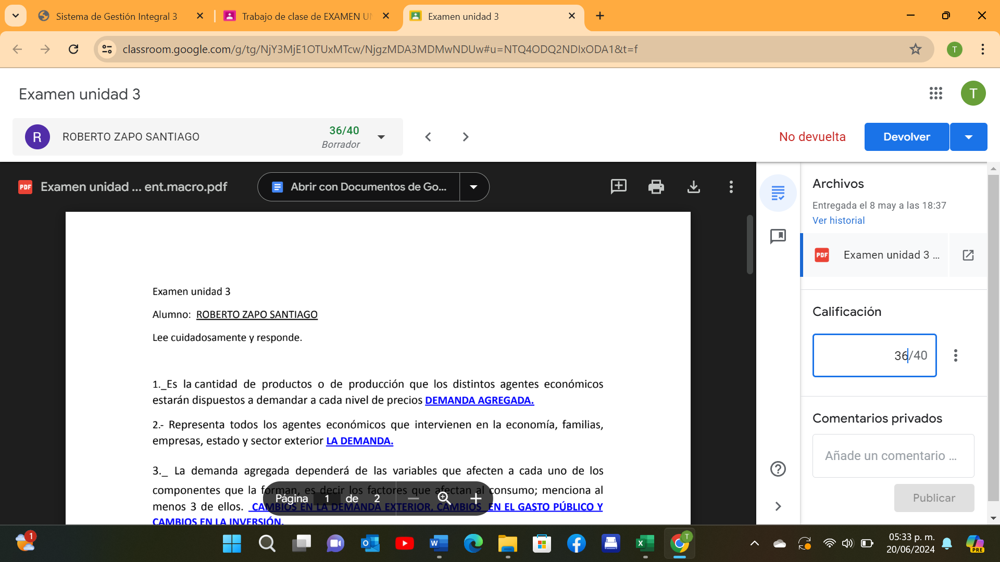 Sistema de Gestión Integral 3
Trabajo de clase de EXAMEN UN
Examen unidad 3
classroom.google.com/g/tg/NjY3MjE1OTUxMTcw/NjgzMDA3MDMwNDUw#u=NTQ4ODQ2NDIxODA1&t=f
T
Examen unidad 3
T
R
ROBERTO ZAPO SANTIAGO
36/40
Borrador
No devuelta
Devolver
PDF
Examen unidad ... ent.macro.pdf
Abrir con Documentos de Go...
Examen unidad 3
Alumno: ROBERTO ZAPO SANTIAGO
Lee cuidadosamente y responde.
1._Es la cantidad de productos o de producción que los distintos agentes económicos
estarán dispuestos a demandar a cada nivel de precios DEMANDA AGREGADA.
2.- Representa todos los agentes económicos que intervienen en la economía, familias,
empresas, estado y sector exterior LA DEMANDA.
3._ La demanda agregada dependerá de las variables que afecten a cada uno de los
componentes que la forman, es decir los factores que afectan al consumo; menciona al
menos 3 de ellos. CAMBIOS EN LA DEMANDA EXTERIOR, CAMBIOS EN EL GASTO PÚBLICO Y
CAMBIOS EN LA INVERSIÓN.
Página 1 de 2
Archivos
Entregada el 8 may a las 18:37
Ver historial
PDF
Examen unidad 3 ...
Calificación
36/40
Comentarios privados
Añade un comentario ...
Publicar
1
T
05:33 p. m.
20/06/2024
PRE